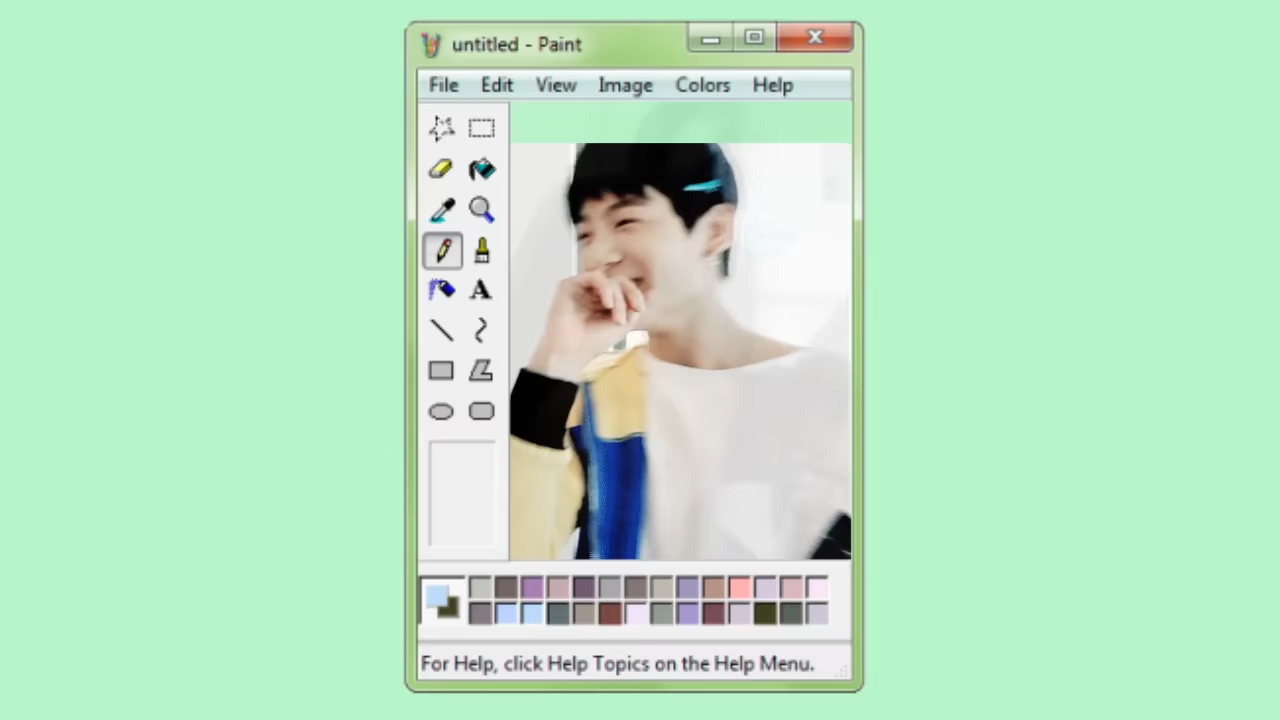 untitled - Paint
File Edit View Image Colors Help
A
For Help, click Help Topics on the Help Menu.